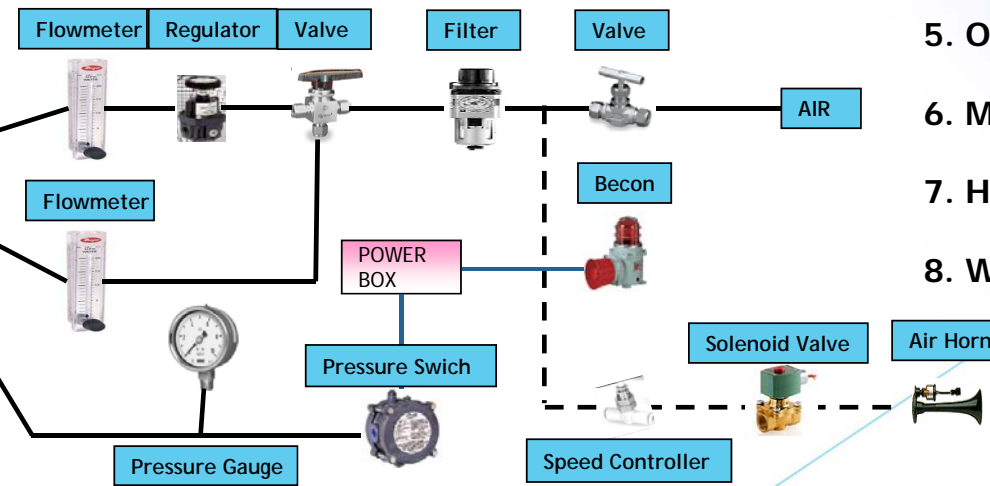 Flowmeter
Regulator
Valve
Filter
Valve
AIR
Flowmeter
Becon
POWER
BOX
Pressure Swich
Solenoid Valve
Air Horn
Pressure Gauge
Speed Controller
5. O
6. M
7. H
8. W